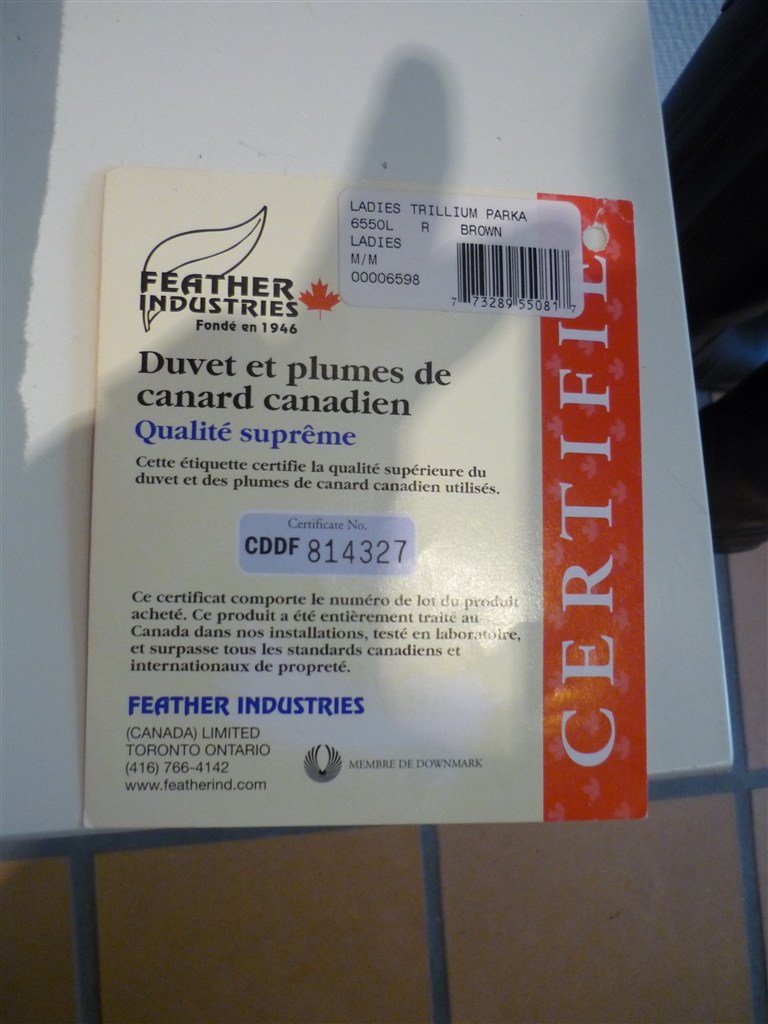 LADIES TRILLIUM PARKA
6550L R BROWN
LADIES
M/M
00006598
7 73289 55081 7
FEATHER
INDUSTRIES
Fondé en 1946
Duvet et plumes de
canard canadien
Qualité suprême
Cette étiquette certifie la qualité supérieure du
duvet et des plumes de canard canadien utilisés.
Certificate No.
CDDF 814327
Ce certificat comporte le numéro de lot du produit
acheté. Ce produit a été entièrement traité au
Canada dans nos installations, testé en laboratoire,
et surpasse tous les standards canadiens et
internationaux de propreté.
FEATHER INDUSTRIES
(CANADA) LIMITED
TORONTO ONTARIO
(416) 766-4142
www.featherind.com
MEMBRE DE DOWNMARK
CERTIFIÉ